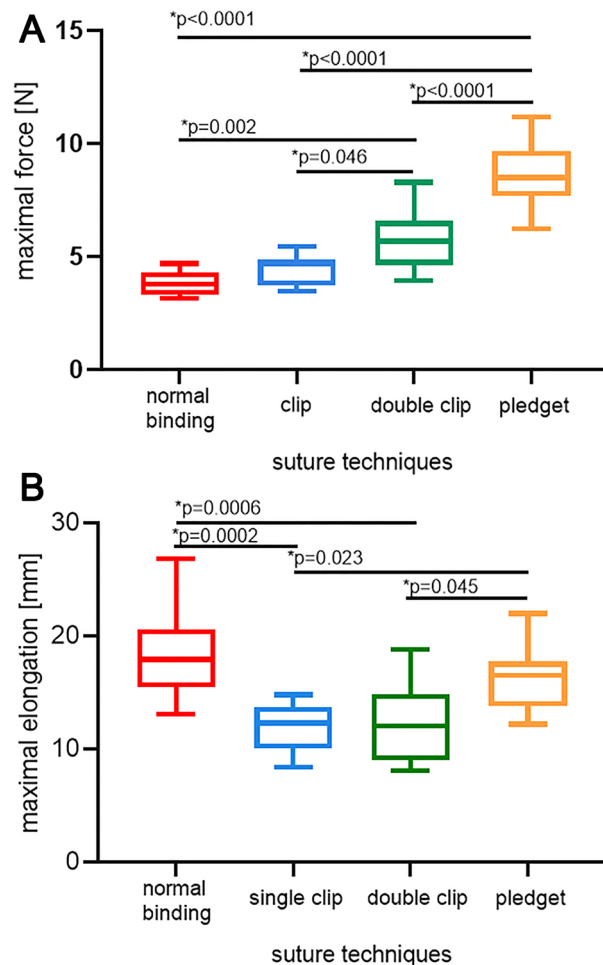 A
15
*p<0.0001
*p<0.0001
*p<0.0001
10
*p=0.002
*p=0.046
maximal force [N]
5
0
normal binding
clip
double clip
pledget
suture techniques
B
*p=0.0006
30
*p=0.0002
*p=0.023
*p=0.045
maximal elongation [mm]
20
10
0
normal binding
single clip
double clip
pledget
suture techniques